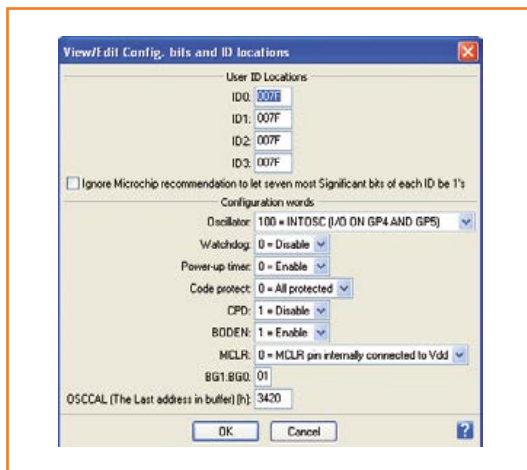 View/Edit Config. bits and ID locations
User ID Locations
ID0: 007F
ID1: 007F
ID2: 007F
ID3: 007F
Ignore Microchip recommendation to let seven most Significant bits of each ID be 1's
Configuration words
Oscillator: 100 = INTOSC (I/O ON GP4 AND GP5)
Watchdog: 0 = Disable
Power-up timer: 0 = Enable
Code protect: 0 = All protected
CPD: 1 = Disable
BODEN: 1 = Enable
MCLR: 0 = MCLR pin internally connected to Vdd
BG1:BG0: 01
OSCCAL (The Last address in buffer) [h]: 3420
OK Cancel ?